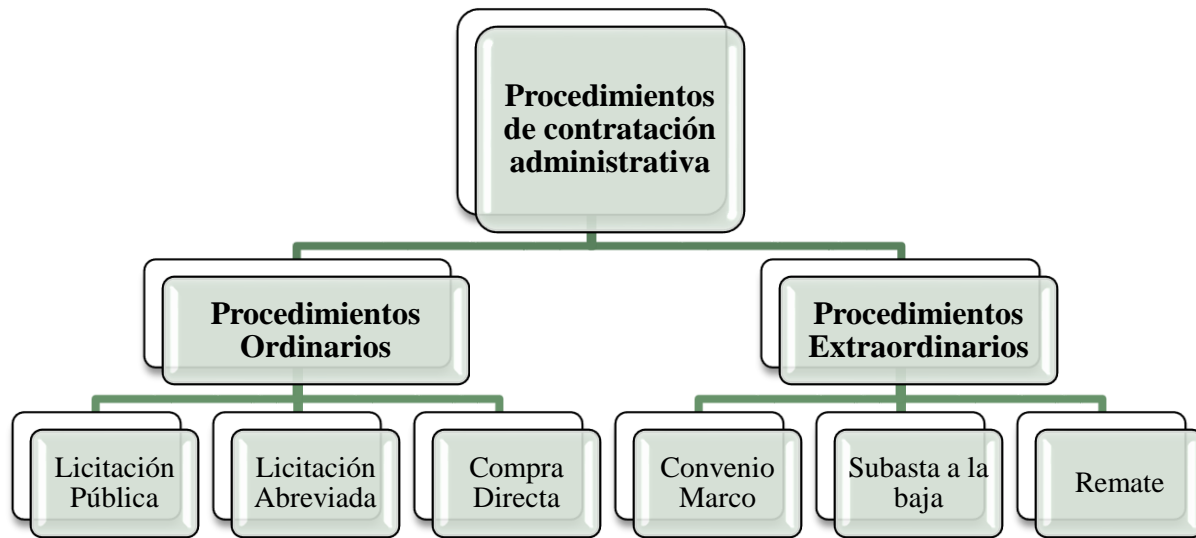 Procedimientos
de contratación
administrativa
Procedimientos
Ordinarios
Procedimientos
Extraordinarios
Licitación
Pública
Licitación
Abreviada
Compra
Directa
Convenio
Marco
Subasta a la
baja
Remate